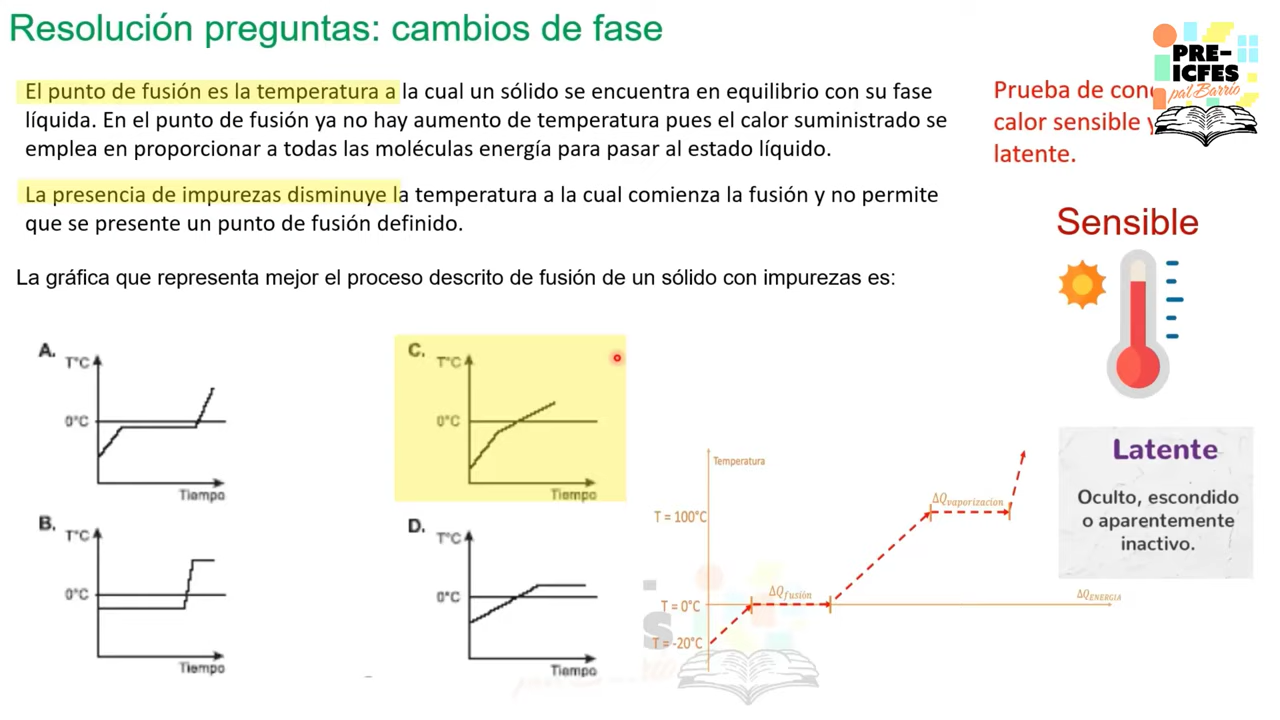 Resolución preguntas: cambios de fase
PRE-
ICFES
pal Barrio
El punto de fusión es la temperatura a la cual un sólido se encuentra en equilibrio con su fase
líquida. En el punto de fusión ya no hay aumento de temperatura pues el calor suministrado se
emplea en proporcionar a todas las moléculas energía para pasar al estado líquido.
La presencia de impurezas disminuye la temperatura a la cual comienza la fusión y no permite
que se presente un punto de fusión definido.
Prueba de
calor sensible
latente.
La gráfica que representa mejor el proceso descrito de fusión de un sólido con impurezas es:
Sensible
A.
T°C
0°C
Tiempo
C.
T°C
0°C
Tiempo
B.
T°C
0°C
Tiempo
D.
T°C
0°C
Tiempo
Temperatura
T = 100°C
ΔQvaporizacion
T = 0°C
ΔQfusión
ΔQENERGIA
T = -20°C
Latente
Oculto, escondido
o aparentemente
inactivo.